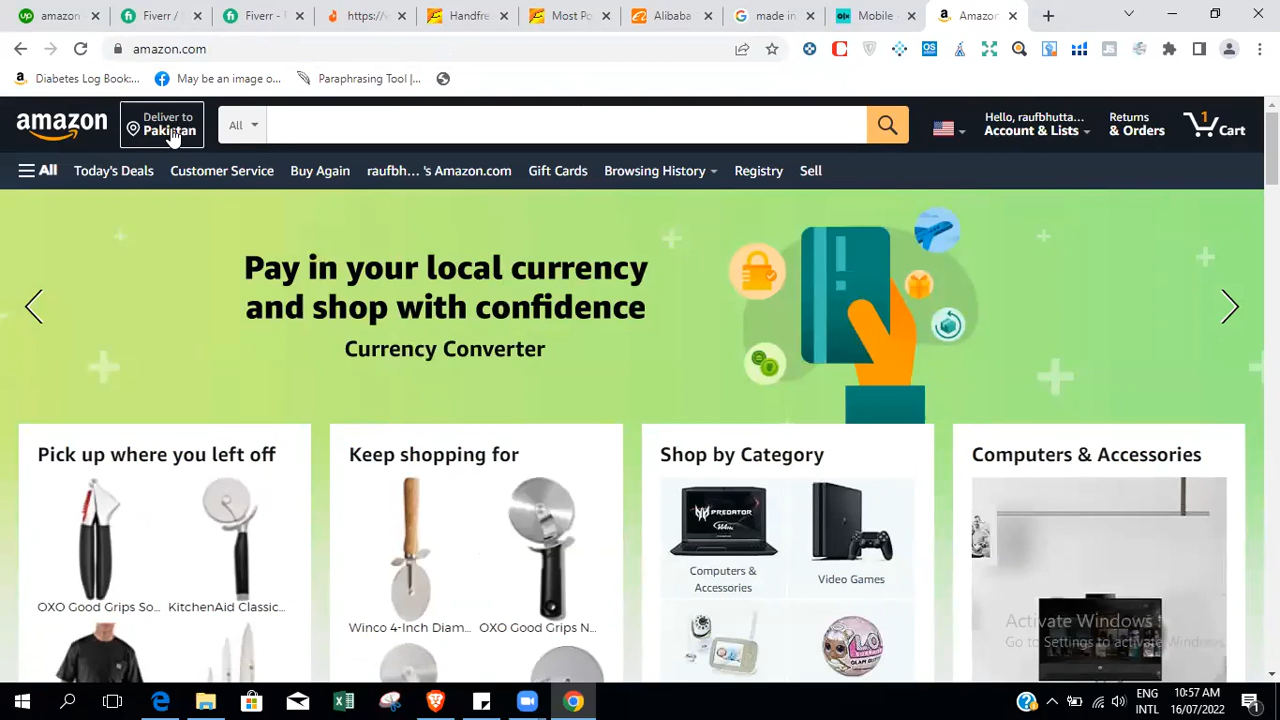 amazon
Fiverr /
Fiverr -
https://
Handfre
Most Po
Alibaba
made in
Mobile -
Amazon
amazon.com
Diabetes Log Book:...
May be an image o...
Paraphrasing Tool |...
amazon
Deliver to
Pakistan
All
Hello, raufbhutta...
Account & Lists
Returns
& Orders
1
Cart
All
Today's Deals
Customer Service
Buy Again
raufbh... 's Amazon.com
Gift Cards
Browsing History
Registry
Sell
Pay in your local currency
and shop with confidence
Currency Converter
Pick up where you left off
Keep shopping for
Shop by Category
Computers & Accessories
PREDATOR
Computers &
Accessories
Video Games
OXO Good Grips So...
KitchenAid Classic...
Winco 4-Inch Diam...
OXO Good Grips N...
Activate Windows
Go to Settings to activate Windows.
ENG
INTL
10:57 AM
16/07/2022